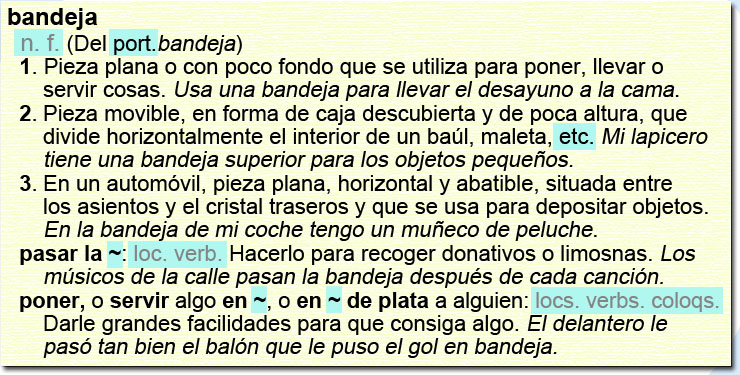 bandeja
n. f. (Del port.bandeja)
1. Pieza plana o con poco fondo que se utiliza para poner, llevar o
servir cosas. Usa una bandeja para llevar el desayuno a la cama.
2. Pieza movible, en forma de caja descubierta y de poca altura, que
divide horizontalmente el interior de un baúl, maleta, etc. Mi lapicero
tiene una bandeja superior para los objetos pequeños.
3. En un automóvil, pieza plana, horizontal y abatible, situada entre
los asientos y el cristal traseros y que se usa para depositar objetos.
En la bandeja de mi coche tengo un muñeco de peluche.
pasar la ~: loc. verb. Hacerlo para recoger donativos o limosnas. Los
músicos de la calle pasan la bandeja después de cada canción.
poner, o servir algo en ~, o en ~ de plata a alguien: locs. verbs. coloqs.
Darle grandes facilidades para que consiga algo. El delantero le
pasó tan bien el balón que le puso el gol en bandeja.